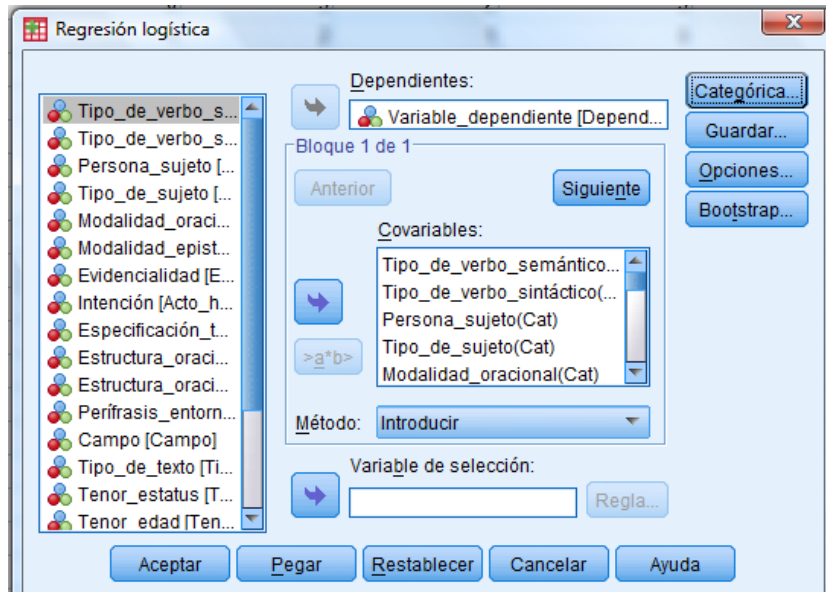 Regresión logística
Tipo_de_verbo_s...
Tipo_de_verbo_s...
Persona_sujeto [...
Tipo_de_sujeto [...
Modalidad_oraci...
Modalidad_epist...
Evidencialidad [E...
Intención [Acto_h...
Especificación_t...
Estructura_oraci...
Estructura_oraci...
Perífrasis_entorn...
Campo [Campo]
Tipo_de_texto [Ti...
Tenor_estatus [T...
Tenor_edad [Ten...
Dependientes:
Variable_dependiente [Depend...
Bloque 1 de 1
Anterior
Siguiente
Covariables:
Tipo_de_verbo_semántico...
Tipo_de_verbo_sintáctico(...
Persona_sujeto(Cat)
Tipo_de_sujeto(Cat)
Modalidad_oracional(Cat)
>a*b>
Método: Introducir
Variable de selección:
Regla...
Categórica...
Guardar...
Opciones...
Bootstrap...
Aceptar Pegar Restablecer Cancelar Ayuda